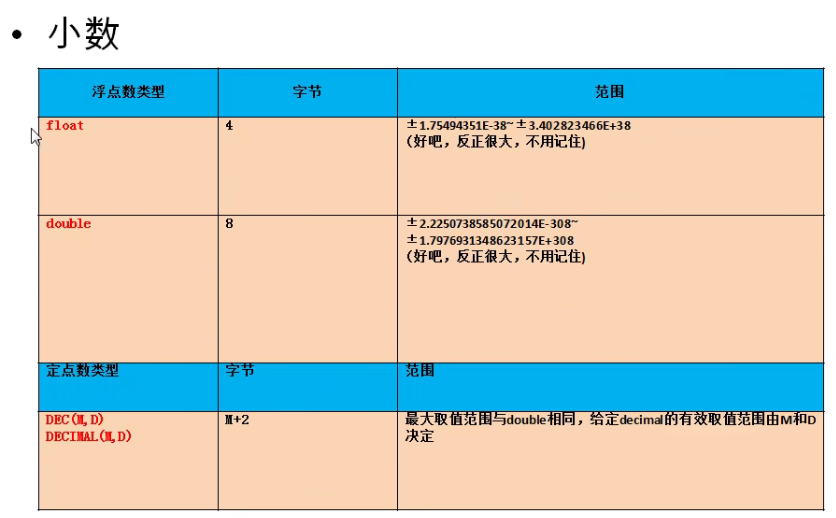 • 小数
浮点数类型 字节 范围
float 4 ±1.75494351E-38~±3.402823466E+38
(好吧，反正很大，不用记住)
double 8 ±2.2250738585072014E-308~
±1.7976931348623157E+308
(好吧，反正很大，不用记住)
定点数类型 字节 范围
DEC(M,D) M+2 最大取值范围与double相同，给定decimal的有效取值范围由M和D
DECIMAL(M,D) 决定